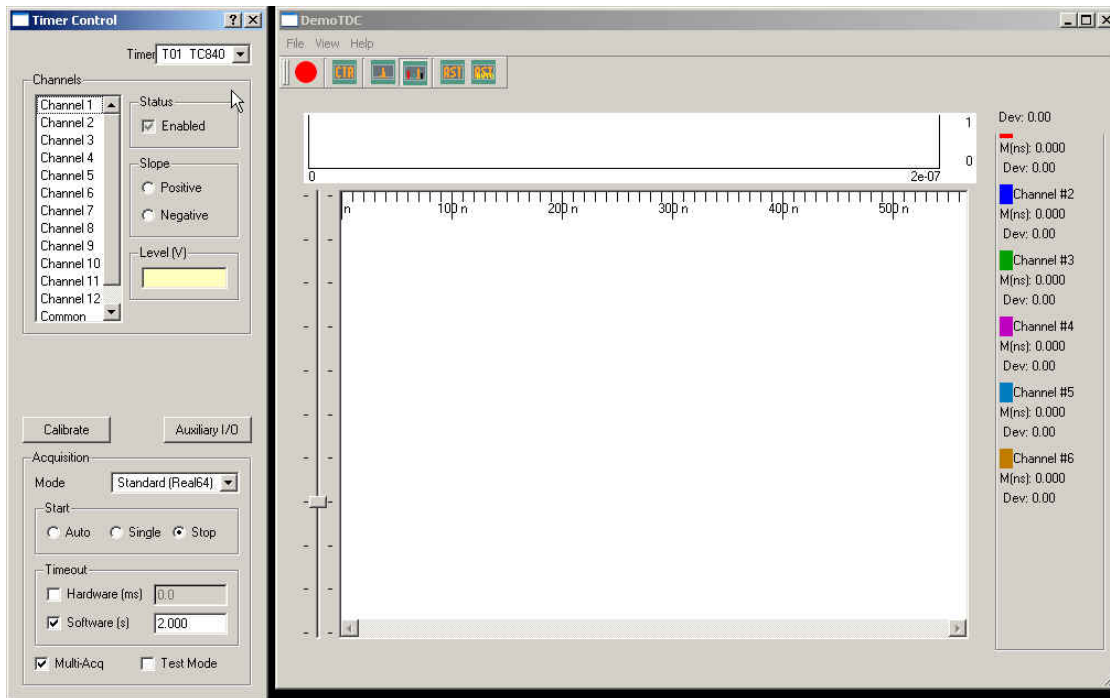 Timer Control
Timer T01 TC840
Channels
Channel 1
Channel 2
Channel 3
Channel 4
Channel 5
Channel 6
Channel 7
Channel 8
Channel 9
Channel 10
Channel 11
Channel 12
Common
Status
Enabled
Slope
Positive
Negative
Level (V)
Calibrate
Auxiliary I/O
Acquisition
Mode Standard (Real64)
Start
Auto Single Stop
Timeout
Hardware (ms) 0.0
Software (s) 2.000
Multi-Acq Test Mode
DemoTDC
File View Help
CTR RST RST
1
0
0 2e-07
n 100 n 200 n 300 n 400 n 500 n
Dev: 0.00
M(ns): 0.000
Dev: 0.00
Channel #2
M(ns): 0.000
Dev: 0.00
Channel #3
M(ns): 0.000
Dev: 0.00
Channel #4
M(ns): 0.000
Dev: 0.00
Channel #5
M(ns): 0.000
Dev: 0.00
Channel #6
M(ns): 0.000
Dev: 0.00